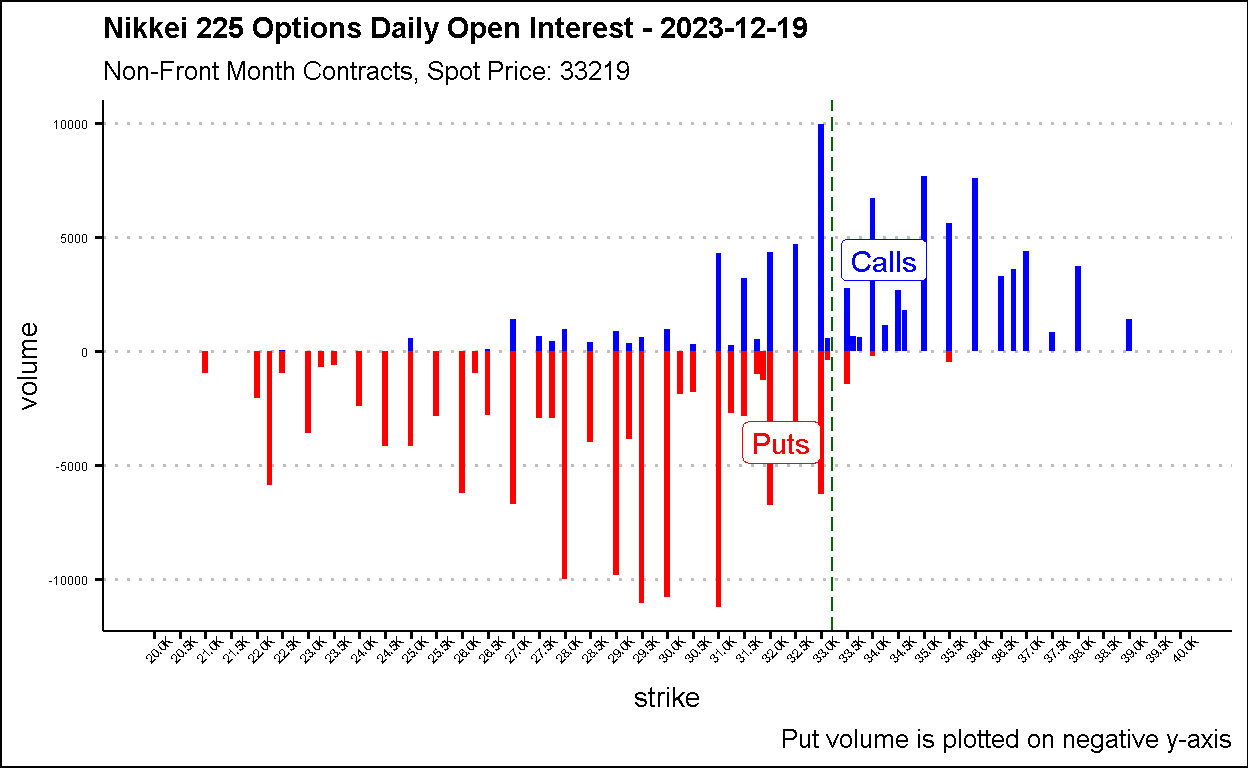 Nikkei 225 Options Daily Open Interest - 2023-12-19
Non-Front Month Contracts, Spot Price: 33219
10000
5000
0
-5000
-10000
volume
Calls
Puts
20.0K 20.5K 21.0K 21.5K 22.0K 22.5K 23.0K 23.5K 24.0K 24.5K 25.0K 25.5K 26.0K 26.5K 27.0K 27.5K 28.0K 28.5K 29.0K 29.5K 30.0K 30.5K 31.0K 31.5K 32.0K 32.5K 33.0K 33.5K 34.0K 34.5K 35.0K 35.5K 36.0K 36.5K 37.0K 37.5K 38.0K 38.5K 39.0K 39.5K 40.0K
strike
Put volume is plotted on negative y-axis